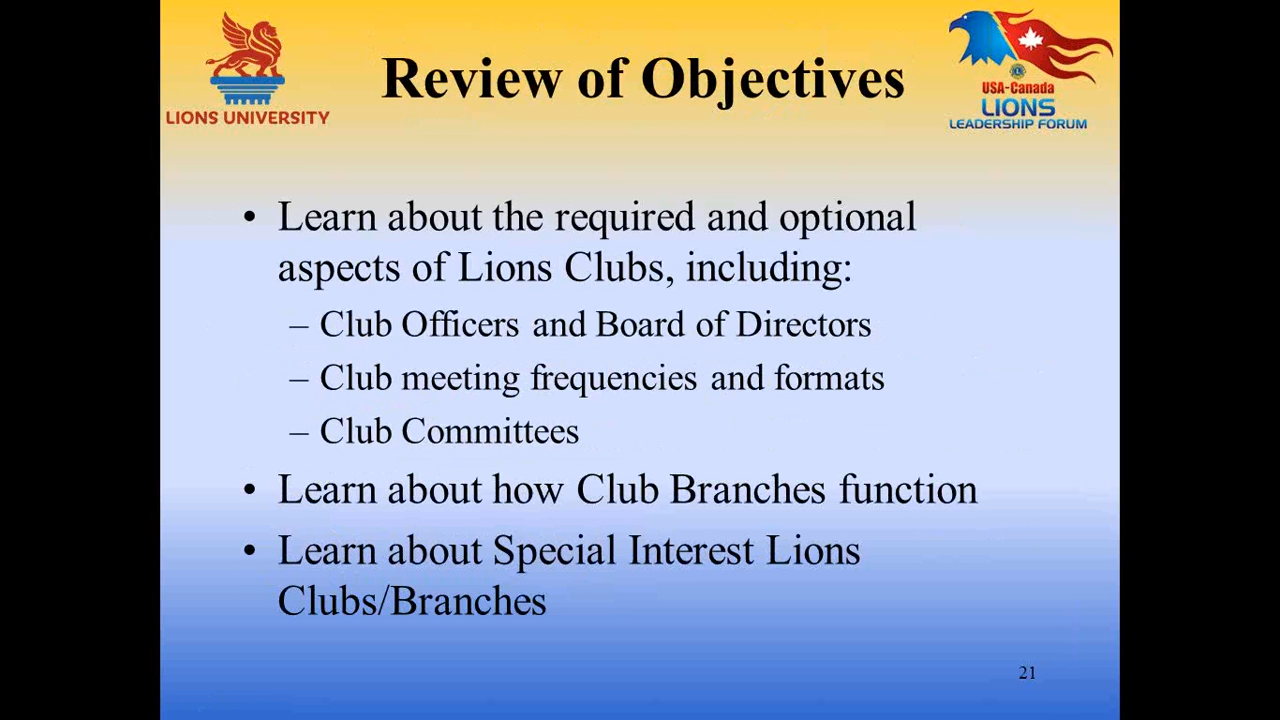 Review of Objectives
LIONS UNIVERSITY
USA-Canada
LIONS
LEADERSHIP FORUM
• Learn about the required and optional
aspects of Lions Clubs, including:
– Club Officers and Board of Directors
– Club meeting frequencies and formats
– Club Committees
• Learn about how Club Branches function
• Learn about Special Interest Lions
Clubs/Branches
21